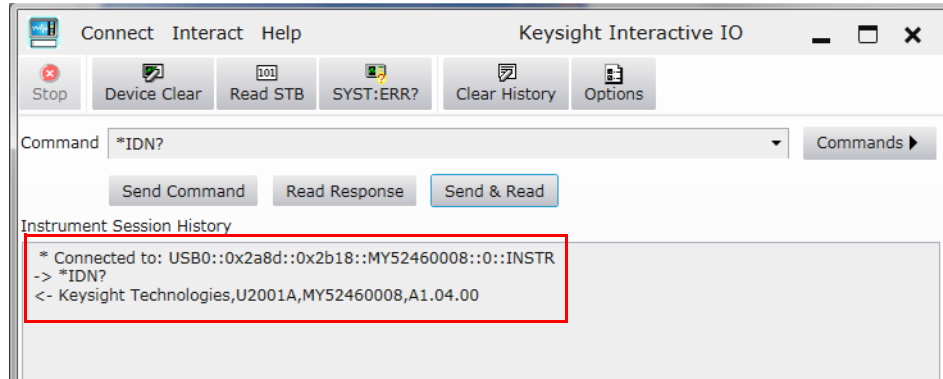 Connect Interact Help Keysight Interactive IO
Stop Device Clear Read STB SYST:ERR? Clear History Options
Command *IDN? Commands
Send Command Read Response Send & Read
Instrument Session History
* Connected to: USB0::0x2a8d::0x2b18::MY52460008::0::INSTR
-> *IDN?
<- Keysight Technologies,U2001A,MY52460008,A1.04.00